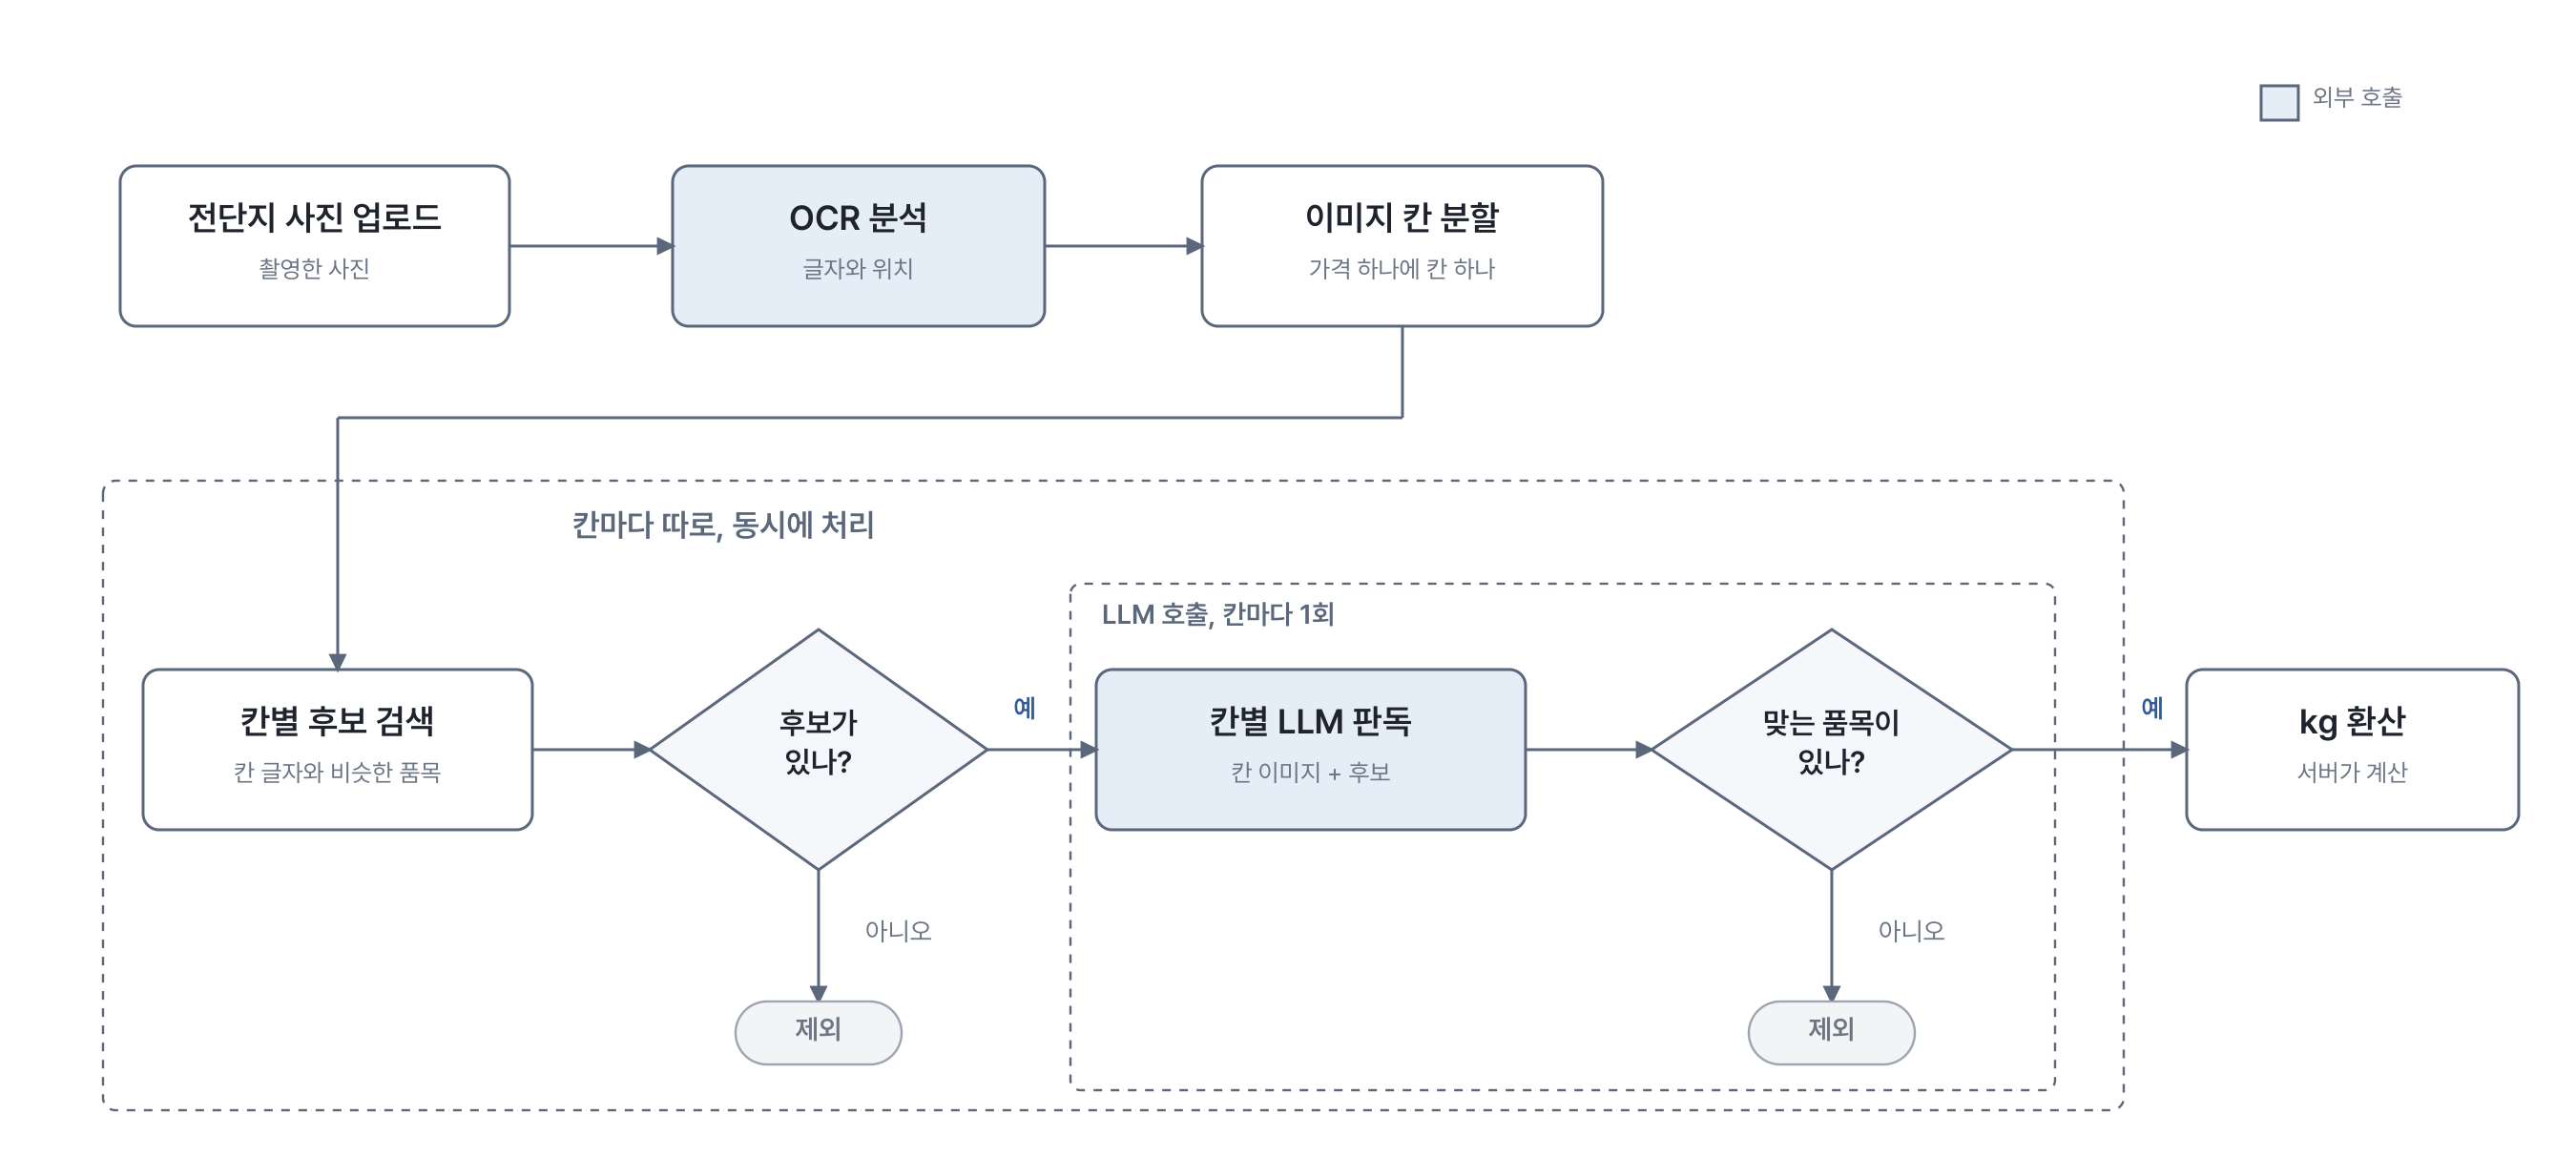 외부 호출
전단지 사진 업로드
촬영한 사진
OCR 분석
글자와 위치
이미지 칸 분할
가격 하나에 칸 하나
칸마다 따로, 동시에 처리
LLM 호출, 칸마다 1회
칸별 후보 검색
칸 글자와 비슷한 품목
후보가
있나?
예
아니오
제외
칸별 LLM 판독
칸 이미지 + 후보
맞는 품목이
있나?
예
아니오
제외
kg 환산
서버가 계산